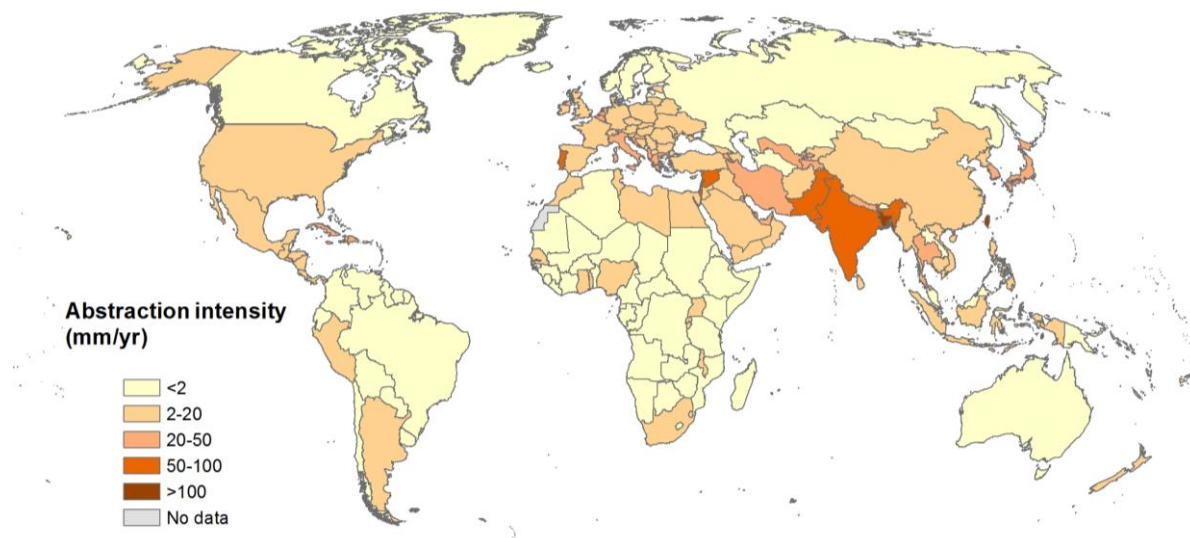 Abstraction intensity
(mm/yr)
<2
2-20
20-50
50-100
>100
No data